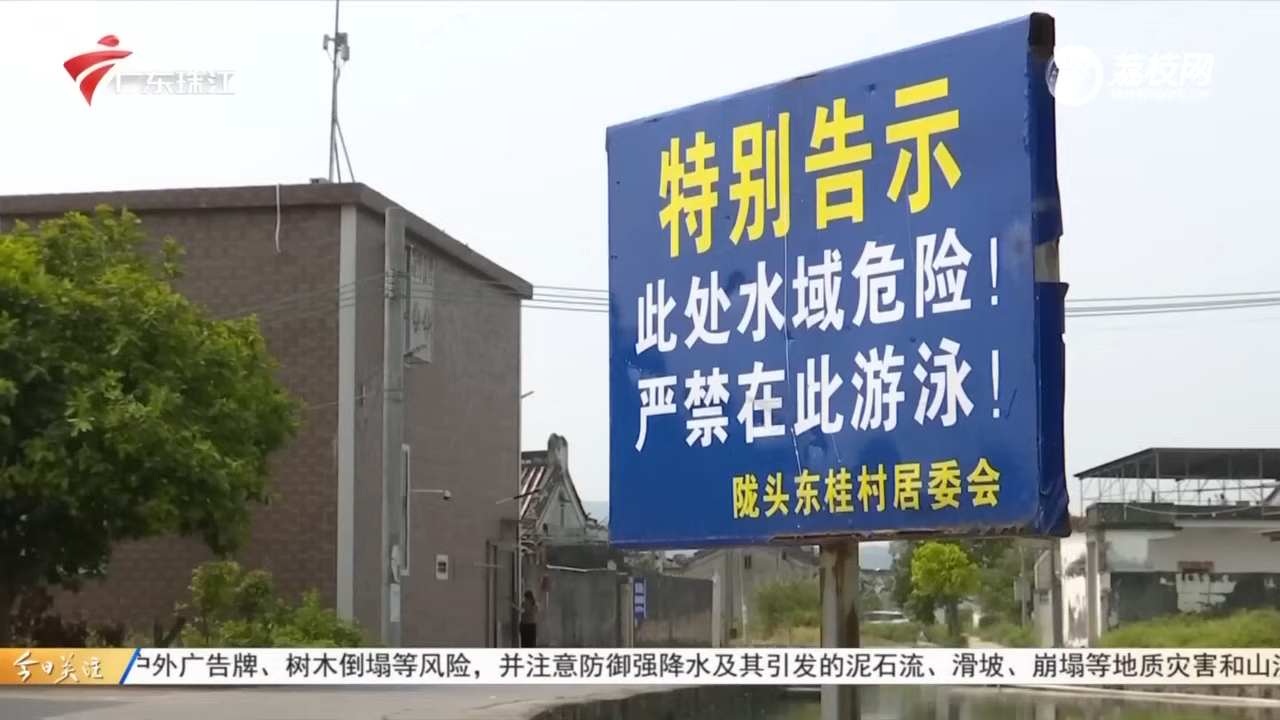 广东珠江
荔枝网
特别告示
此处水域危险！
严禁在此游泳！
陇头东桂村居委会
今日关注
户外广告牌、树木倒塌等风险，并注意防御强降水及其引发的泥石流、滑坡、崩塌等地质灾害和山洪